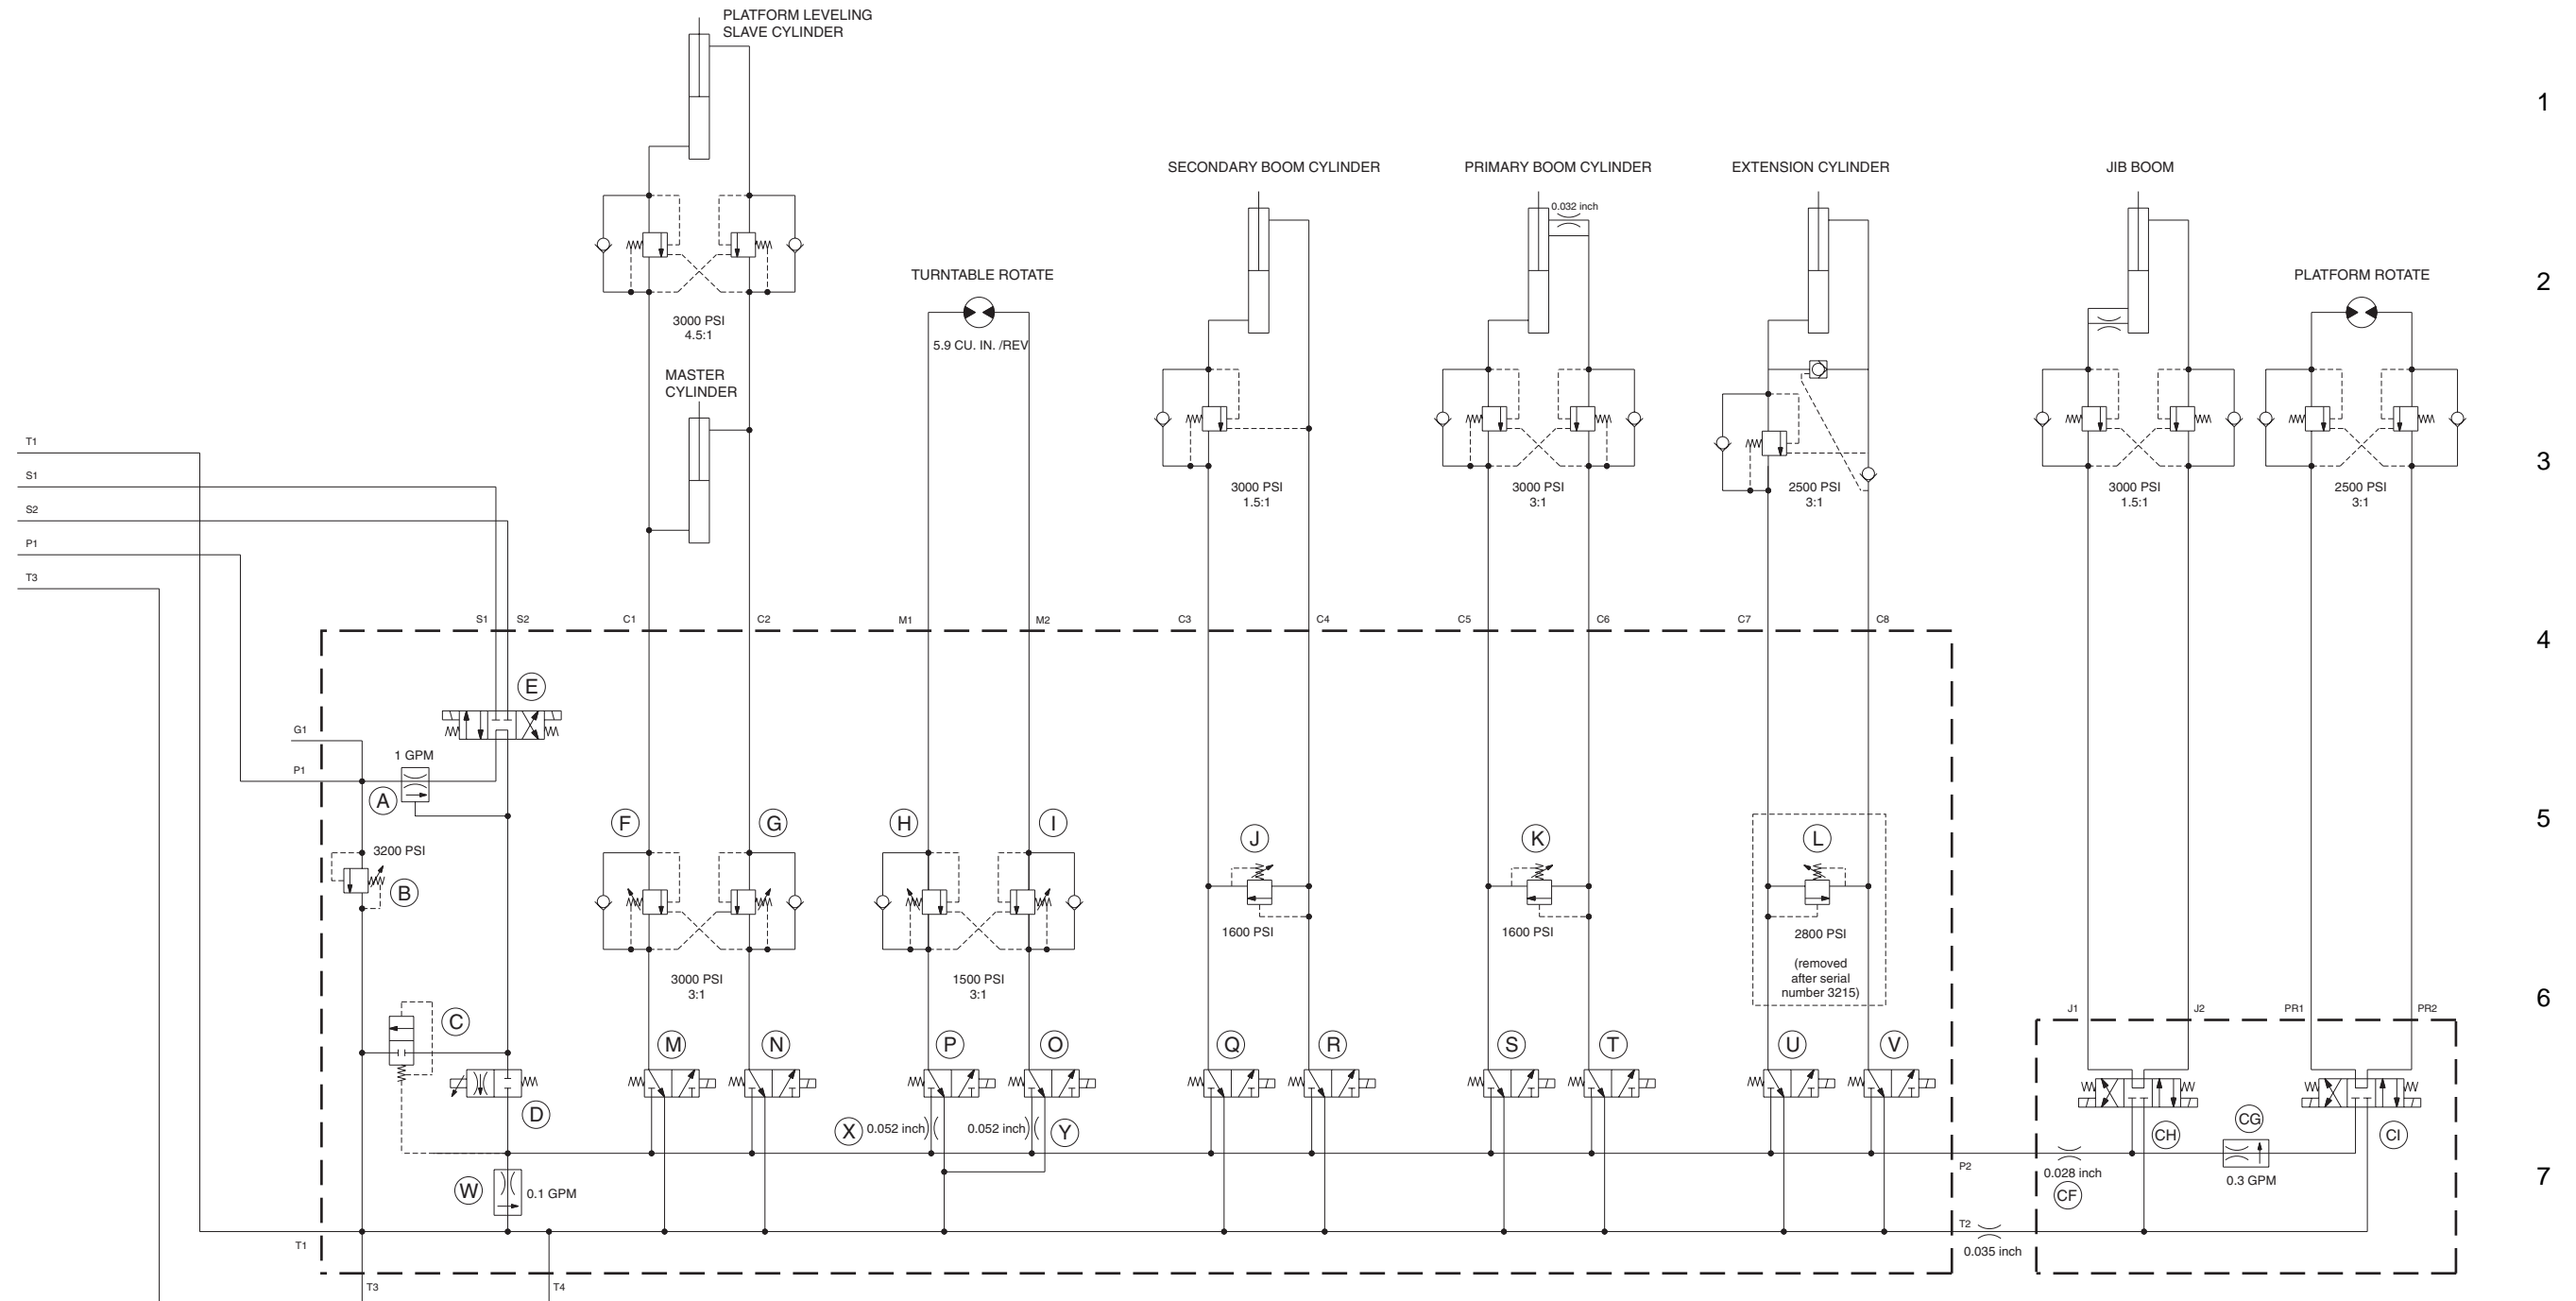 PLATFORM LEVELING
SLAVE CYLINDER
1
SECONDARY BOOM CYLINDER
PRIMARY BOOM CYLINDER
EXTENSION CYLINDER
JIB BOOM
0.032 inch
TURNTABLE ROTATE
PLATFORM ROTATE
2
3000 PSI
4.5:1
5.9 CU. IN. /REV
MASTER
CYLINDER
T1
S1
S2
P1
T3
3000 PSI
1.5:1
3000 PSI
3:1
2500 PSI
3:1
3000 PSI
1.5:1
2500 PSI
3:1
3
S1
S2
C1
C2
M1
M2
C3
C4
C5
C6
C7
C8
4
E
G1
1 GPM
P1
A
F
G
H
I
J
K
L
5
3200 PSI
B
1600 PSI
1600 PSI
2800 PSI
(removed
after serial
number 3215)
3000 PSI
3:1
1500 PSI
3:1
6
J1
J2
PR1
PR2
C
M
N
P
O
Q
R
S
T
U
V
D
X
0.052 inch
0.052 inch
Y
CG
CH
CI
P2
0.028 inch
CF
0.3 GPM
7
W
0.1 GPM
T2
0.035 inch
T1
T3
T4